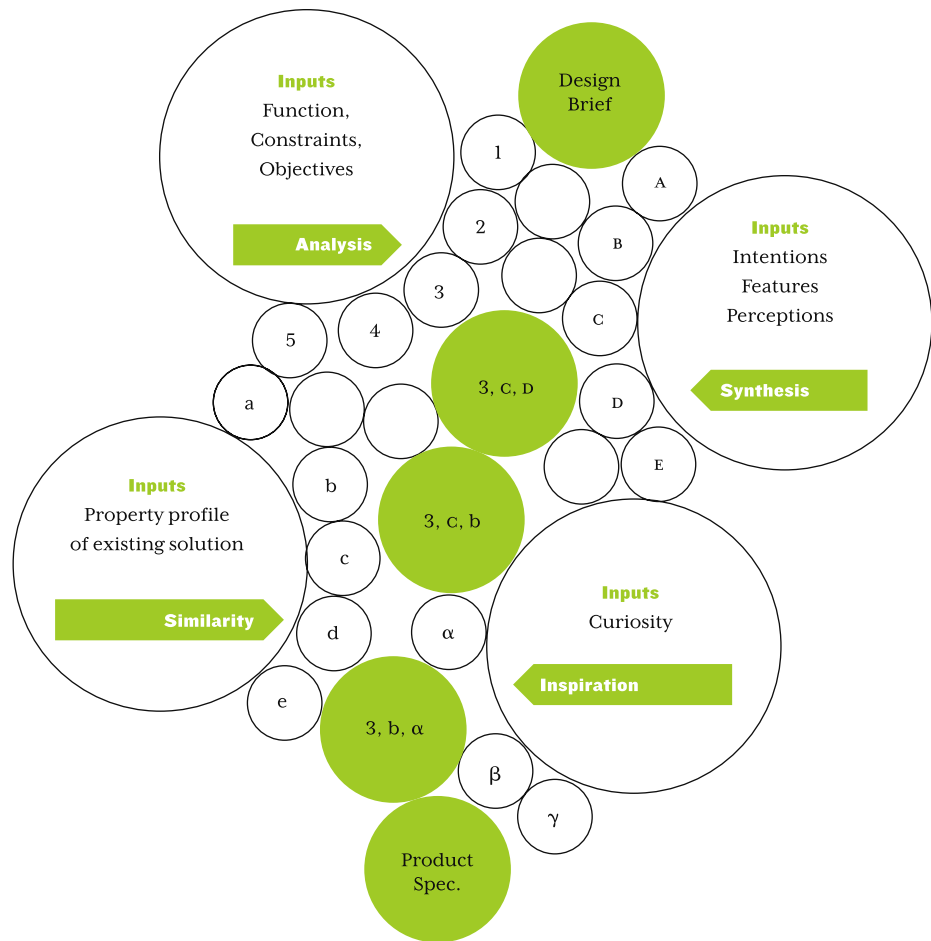 Design
Brief
Inputs
Function,
Constraints,
Objectives
Analysis
1
2
3
4
5
A
B
C
D
E
Inputs
Intentions
Features
Perceptions
Synthesis
3, C, D
a
b
c
d
e
Inputs
Property profile
of existing solution
Similarity
3, C, b
Inputs
Curiosity
Inspiration
α
β
γ
3, b, α
Product
Spec.